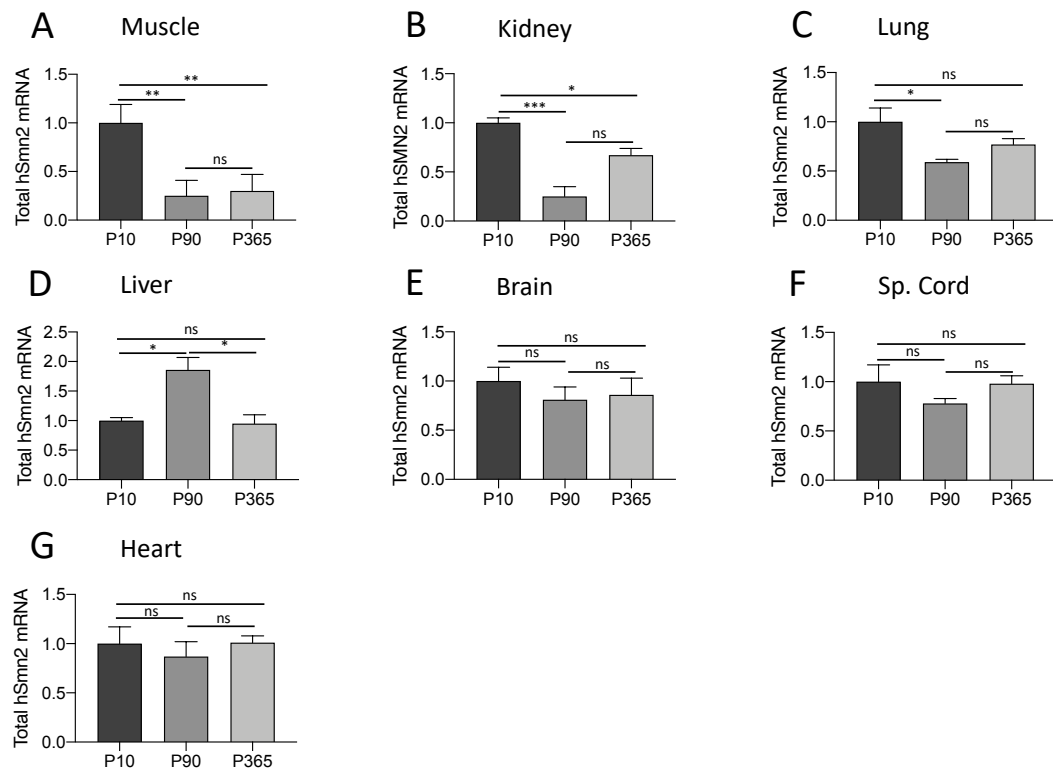 A Muscle
Total hSmn2 mRNA
1.5
1.0
0.5
0.0
**
**
ns
P10 P90 P365
B Kidney
Total hSMN2 mRNA
1.5
1.0
0.5
0.0
*
***
ns
P10 P90 P365
C Lung
Total hSmn2 mRNA
1.5
1.0
0.5
0.0
ns
*
ns
P10 P90 P365
D Liver
Total hSmn2 mRNA
2.5
2.0
1.5
1.0
0.5
0.0
ns
* *
P10 P90 P365
E Brain
Total hSmn2 mRNA
1.5
1.0
0.5
0.0
ns
ns
ns
P10 P90 P365
F Sp. Cord
Total hSmn2 mRNA
1.5
1.0
0.5
0.0
ns
ns
ns
P10 P90 P365
G Heart
Total hSmn2 mRNA
1.5
1.0
0.5
0.0
ns
ns ns
P10 P90 P365